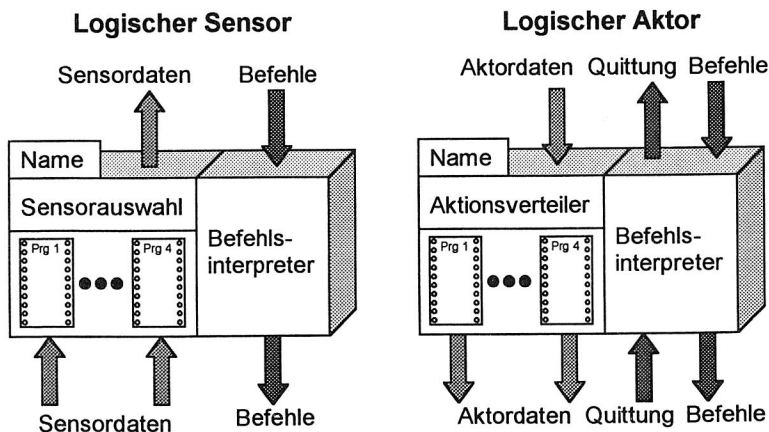 Logischer Sensor
Sensordaten Befehle
Name
Sensorauswahl
Prg 1 Prg 4
Befehls-
interpreter
Sensordaten Befehle
Logischer Aktor
Aktordaten Quittung Befehle
Name
Aktionsverteiler
Prg 1 Prg 4
Befehls-
interpreter
Aktordaten Quittung Befehle